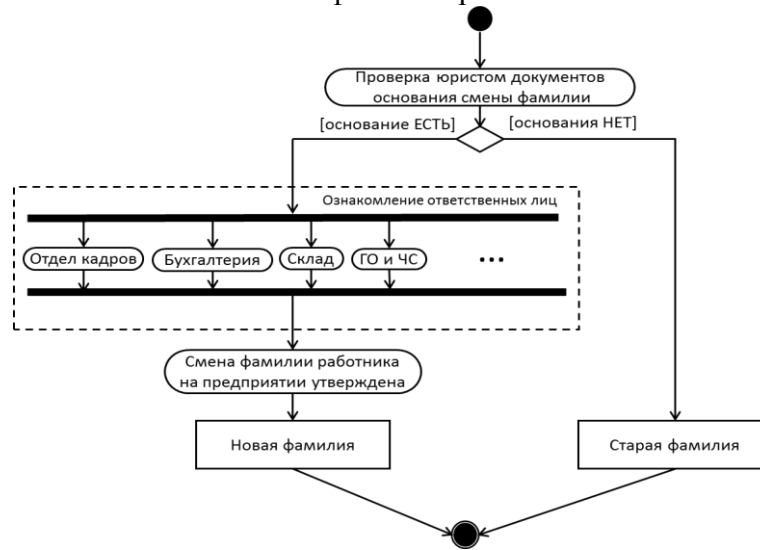 Проверка юристом документов
основания смены фамилии
[основание ЕСТЬ]
[основания НЕТ]
Ознакомление ответственных лиц
Отдел кадров
Бухгалтерия
Склад
ГО и ЧС
...
Смена фамилии работника
на предприятии утверждена
Новая фамилия
Старая фамилия